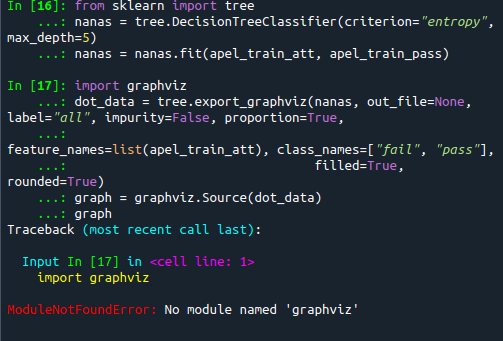 In [16]: from sklearn import tree
...: nanas = tree.DecisionTreeClassifier(criterion="entropy",
max_depth=5)
...: nanas = nanas.fit(apel_train_att, apel_train_pass)
In [17]: import graphviz
...: dot_data = tree.export_graphviz(nanas, out_file=None,
label="all", impurity=False, proportion=True,
...:
feature_names=list(apel_train_att), class_names=["fail", "pass"],
...: filled=True,
rounded=True)
...: graph = graphviz.Source(dot_data)
...: graph
Traceback (most recent call last):
Input In [17] in <cell line: 1>
import graphviz
ModuleNotFoundError: No module named 'graphviz'